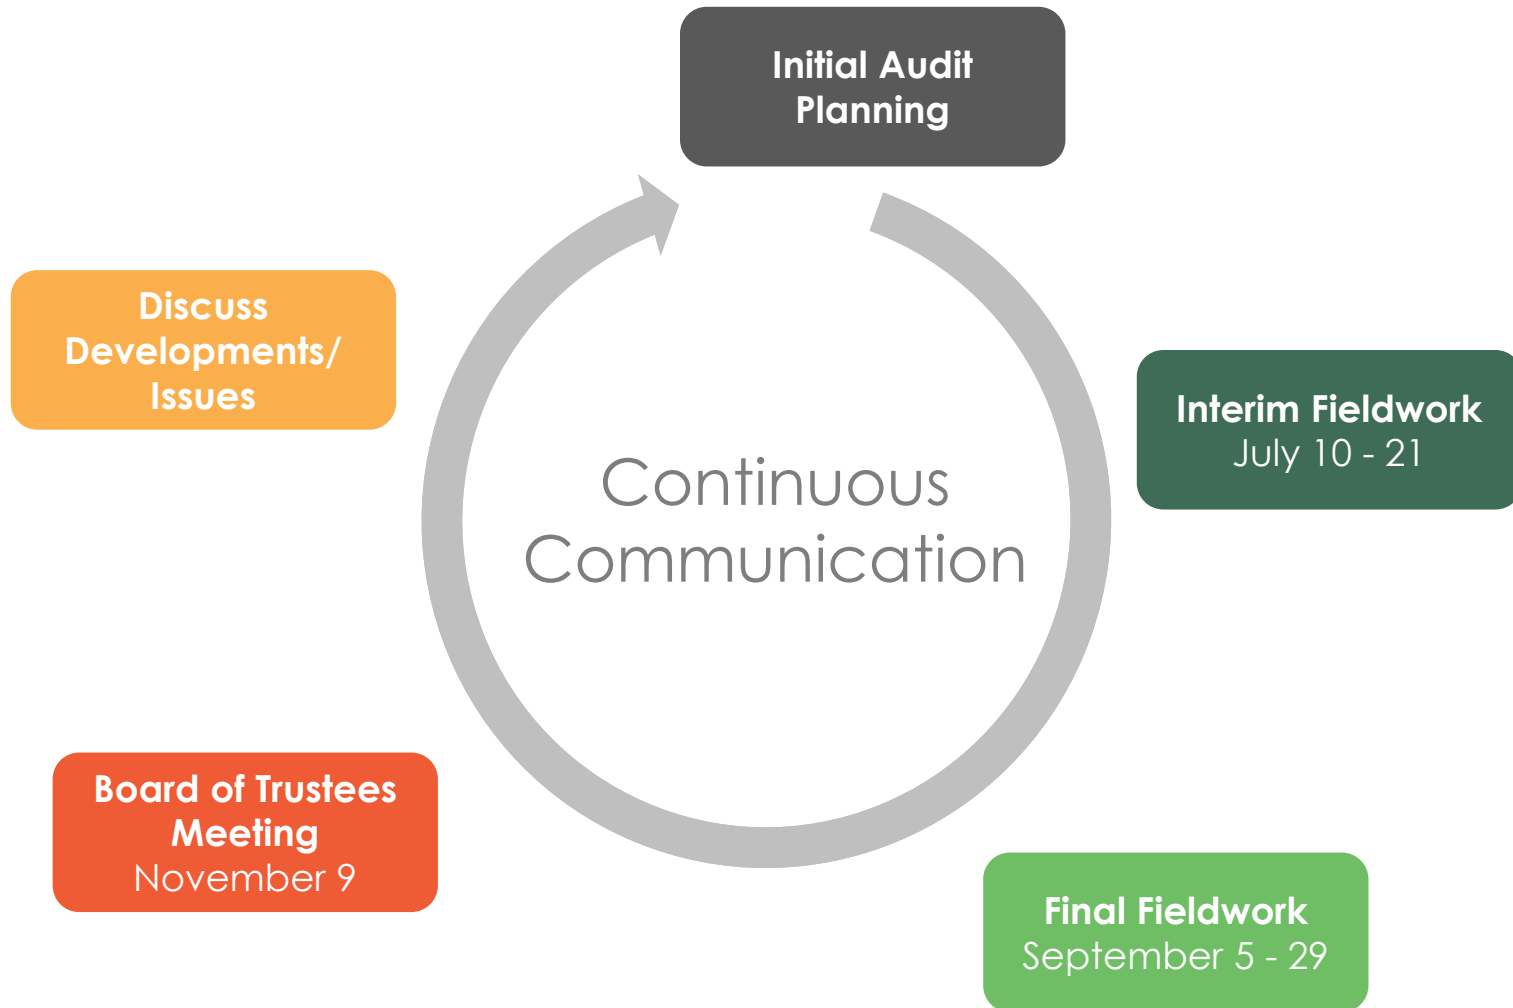 Initial Audit
Planning
Discuss
Developments/
Issues
Interim Fieldwork
July 10 - 21
Continuous
Communication
Board of Trustees
Meeting
November 9
Final Fieldwork
September 5 - 29